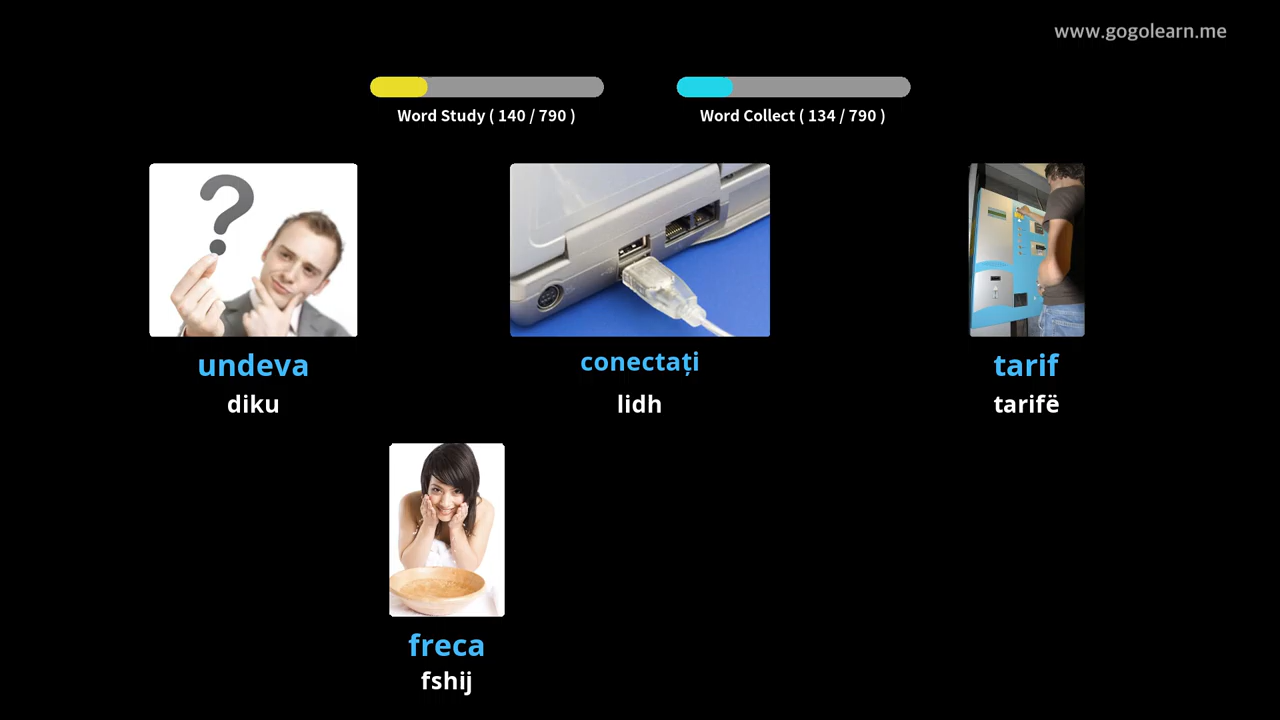 www.gogolearn.me
Word Study ( 140 / 790 )
Word Collect ( 134 / 790 )
?
undeva
conectați
tarif
diku
lidh
tarifë
freca
fshij